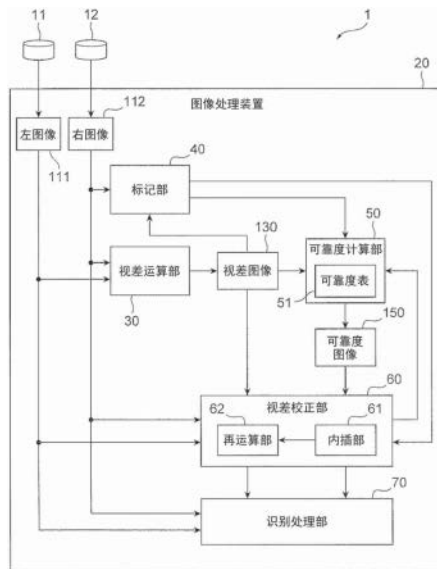 11
12
1
20
图像处理装置
112
左图像
右图像
111
40
标记部
50
130
可靠度计算部
视差运算部
视差图像
51
可靠度表
30
150
可靠度
图像
60
视差校正部
62
61
再运算部
内插部
70
识别处理部